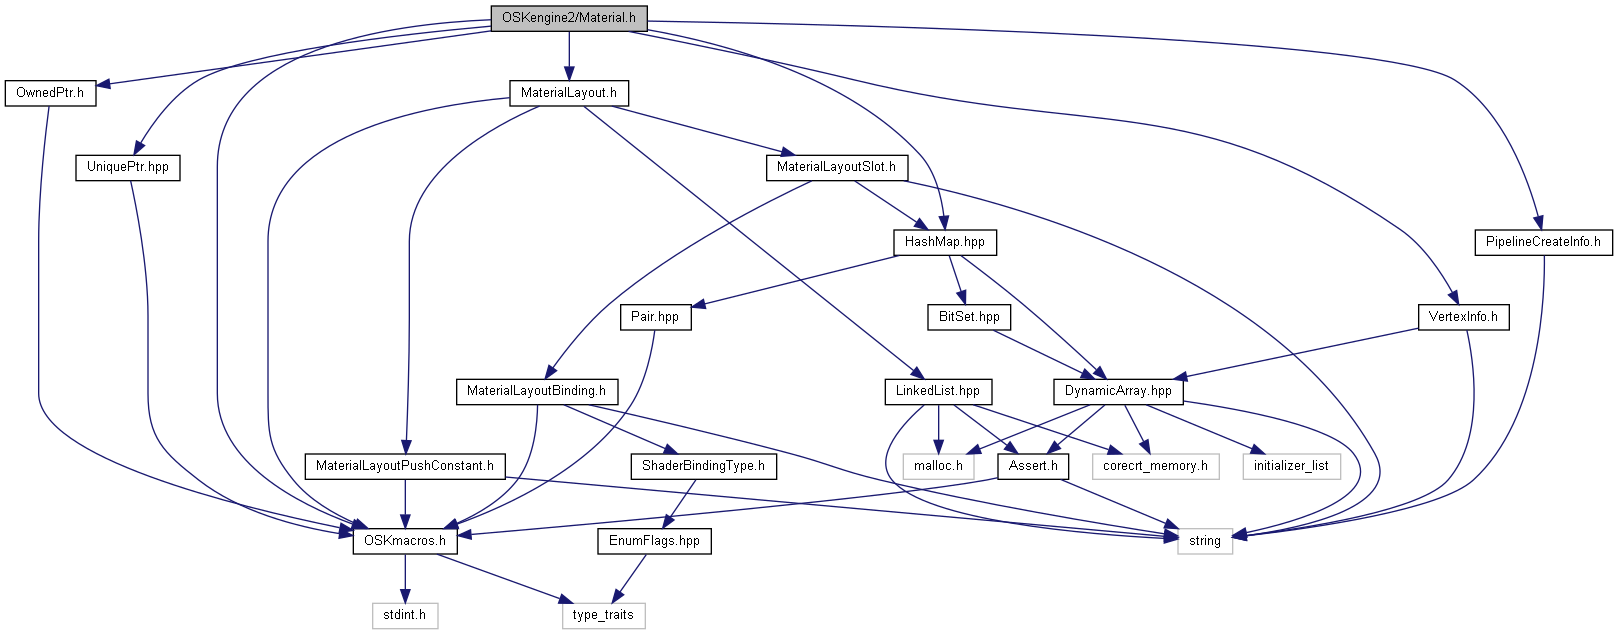 OSKengine2/Material.h
OwnedPtr.h
MaterialLayout.h
UniquePtr.hpp
MaterialLayoutSlot.h
HashMap.hpp
PipelineCreateInfo.h
Pair.hpp
BitSet.hpp
VertexInfo.h
MaterialLayoutBinding.h
LinkedList.hpp
DynamicArray.hpp
MaterialLayoutPushConstant.h
ShaderBindingType.h
malloc.h
Assert.h
corecrt_memory.h
initializer_list
OSKmacros.h
EnumFlags.hpp
string
stdint.h
type_traits